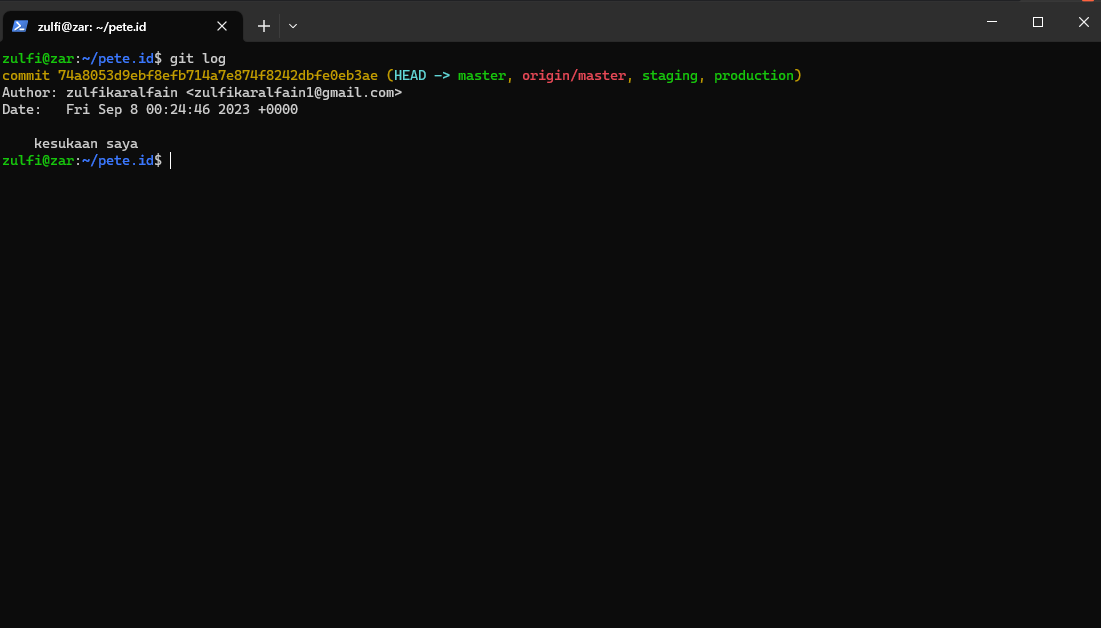 zulfi@zar: ~/pete.id
zulfi@zar:~/pete.id$ git log
commit 74a8053d9ebf8efb714a7e874f8242dbfe0eb3ae (HEAD -> master, origin/master, staging, production)
Author: zulfikaralfain <zulfikaralfain1@gmail.com>
Date:   Fri Sep 8 00:24:46 2023 +0000
    kesukaan saya
zulfi@zar:~/pete.id$